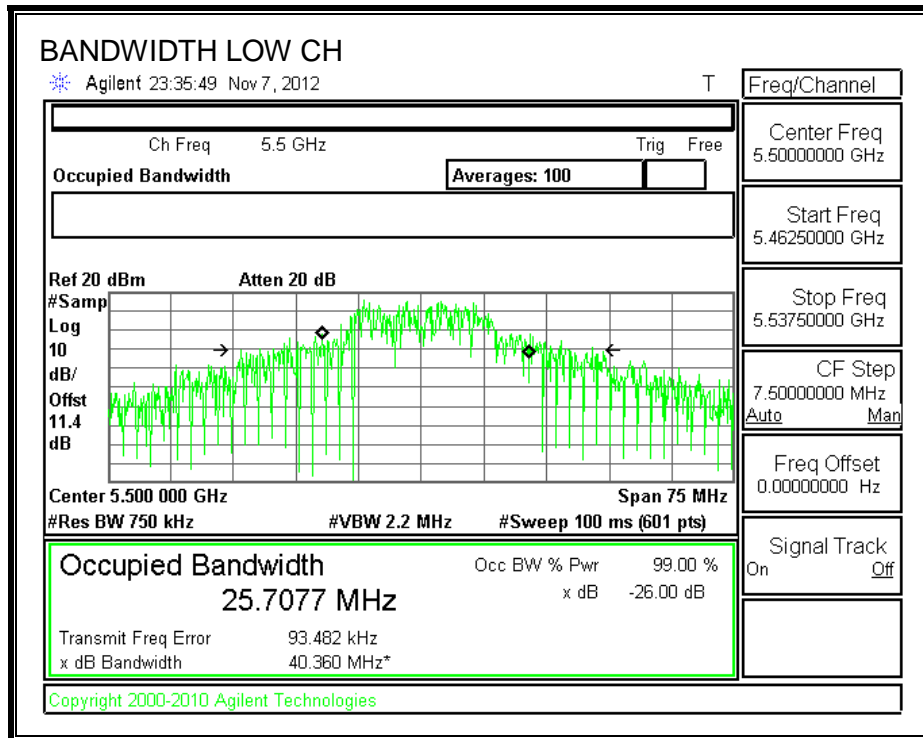 BANDWIDTH LOW CH
Agilent 23:35:49 Nov 7, 2012 T
Ch Freq 5.5 GHz Trig Free
Occupied Bandwidth Averages: 100
Ref 20 dBm Atten 20 dB
#Samp
Log
10
dB/
Offst
11.4
dB
Center 5.500 000 GHz Span 75 MHz
#Res BW 750 kHz #VBW 2.2 MHz #Sweep 100 ms (601 pts)
Occupied Bandwidth Occ BW % Pwr 99.00 %
25.7077 MHz x dB -26.00 dB
Transmit Freq Error 93.482 kHz
x dB Bandwidth 40.360 MHz*
Copyright 2000-2010 Agilent Technologies
Freq/Channel
Center Freq
5.50000000 GHz
Start Freq
5.46250000 GHz
Stop Freq
5.53750000 GHz
CF Step
7.50000000 MHz
Auto Man
Freq Offset
0.00000000 Hz
Signal Track
On Off